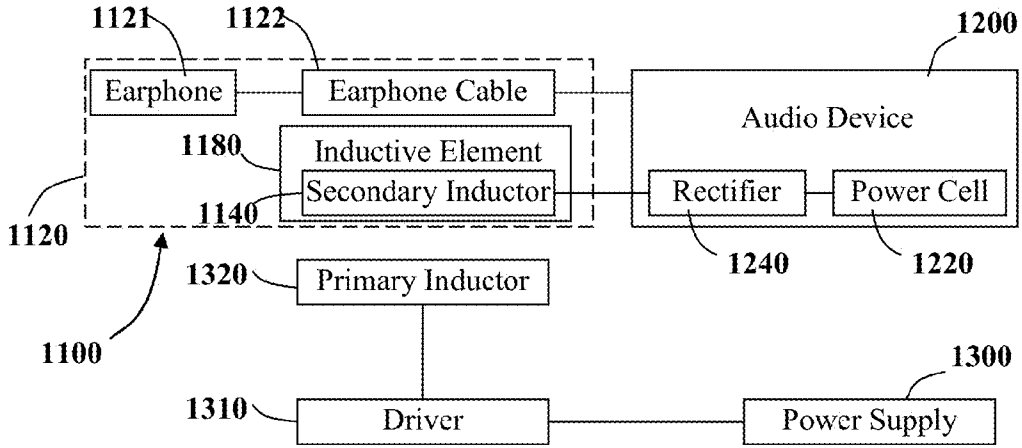 1121
1122
1200
Earphone
Earphone Cable
Audio Device
1180
Inductive Element
Secondary Inductor
Rectifier
Power Cell
1140
1120
1240
1220
1320
Primary Inductor
1100
1300
1310
Driver
Power Supply